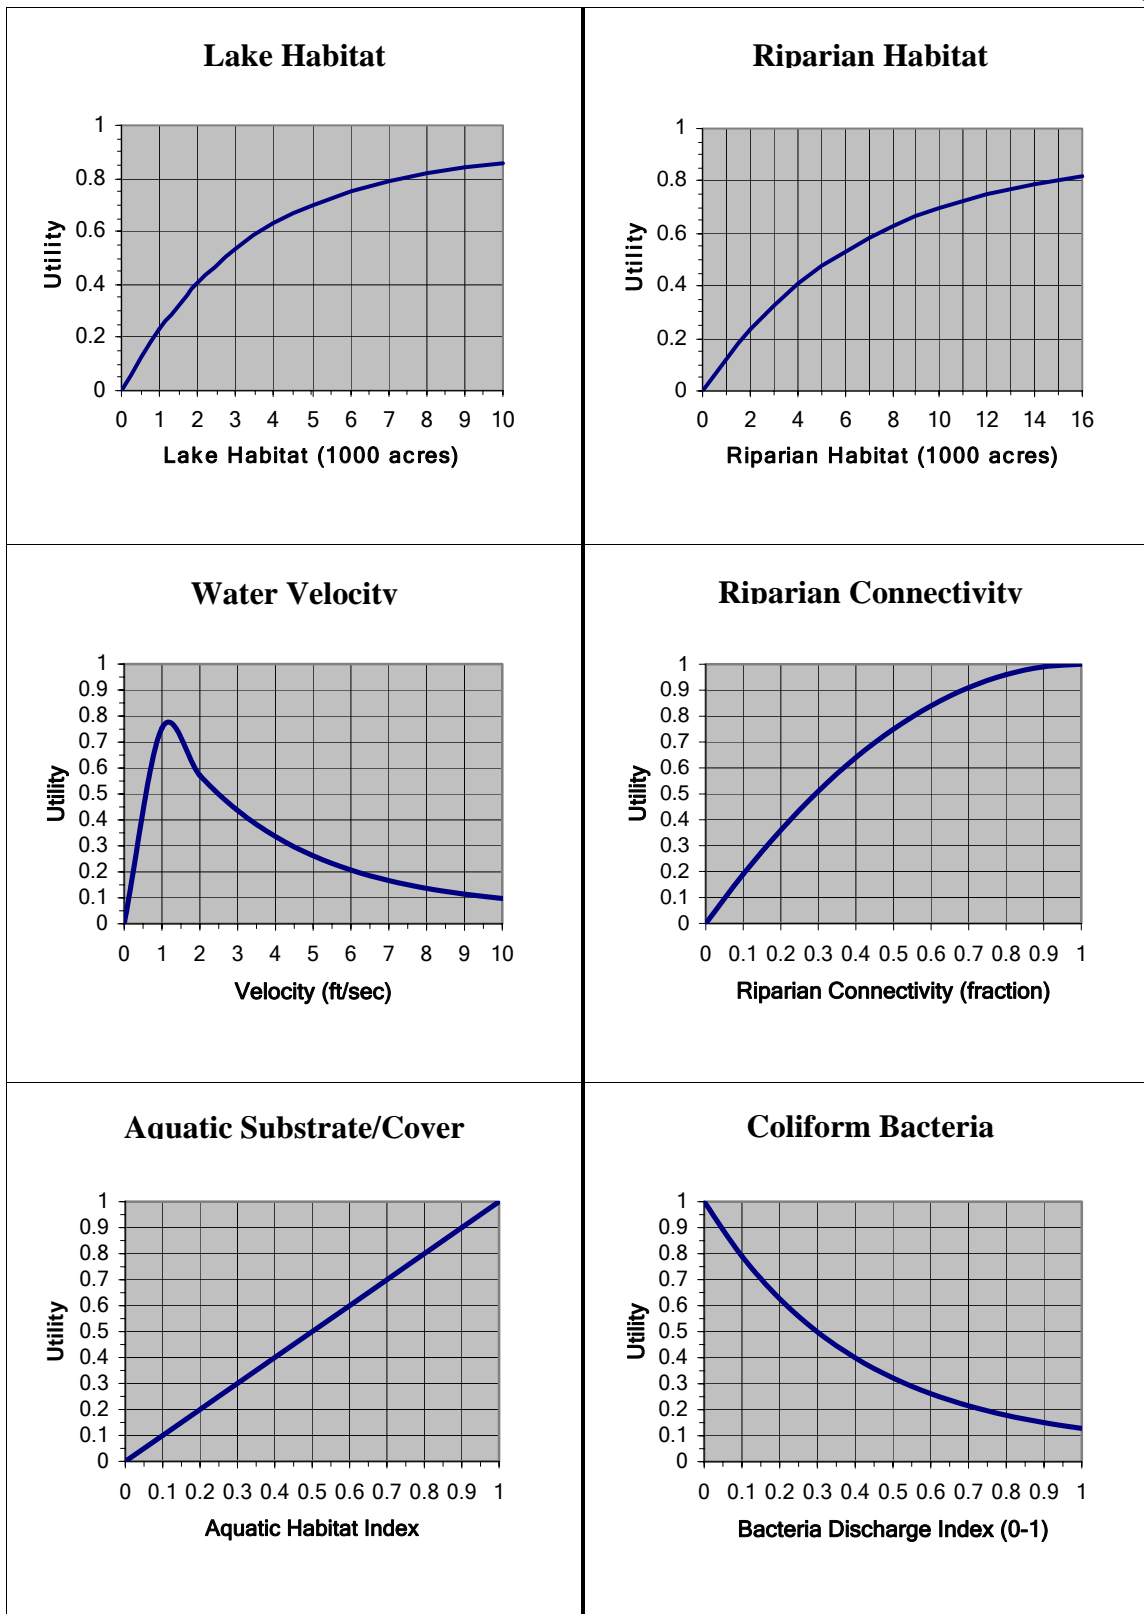 Lake Habitat
1
0.8
0.6
0.4
0.2
0
Utility
0 1 2 3 4 5 6 7 8 9 10
Lake Habitat (1000 acres)
Riparian Habitat
1
0.8
0.6
0.4
0.2
0
Utility
0 2 4 6 8 10 12 14 16
Riparian Habitat (1000 acres)
Water Velocity
1
0.9
0.8
0.7
0.6
0.5
0.4
0.3
0.2
0.1
0
Utility
0 1 2 3 4 5 6 7 8 9 10
Velocity (ft/sec)
Riparian Connectivity
1
0.9
0.8
0.7
0.6
0.5
0.4
0.3
0.2
0.1
0
Utility
0 0.1 0.2 0.3 0.4 0.5 0.6 0.7 0.8 0.9 1
Riparian Connectivity (fraction)
Aquatic Substrate/Cover
1
0.9
0.8
0.7
0.6
0.5
0.4
0.3
0.2
0.1
0
Utility
0 0.1 0.2 0.3 0.4 0.5 0.6 0.7 0.8 0.9 1
Aquatic Habitat Index
Coliform Bacteria
1
0.9
0.8
0.7
0.6
0.5
0.4
0.3
0.2
0.1
0
Utility
0 0.1 0.2 0.3 0.4 0.5 0.6 0.7 0.8 0.9 1
Bacteria Discharge Index (0-1)